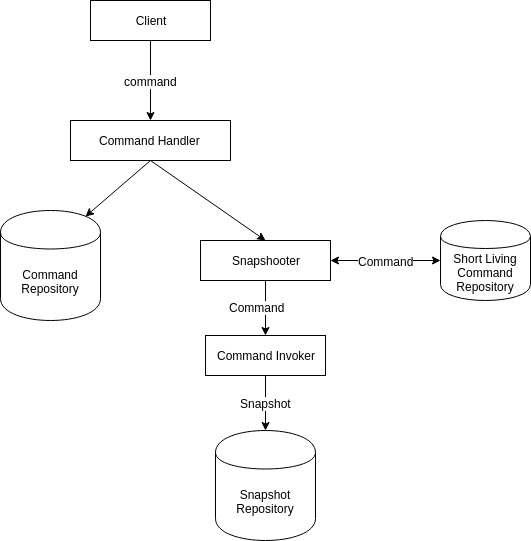 Client
command
Command Handler
Command
Repository
Snapshooter
Command
Short Living
Command
Repository
Command
Command Invoker
Snapshot
Snapshot
Repository